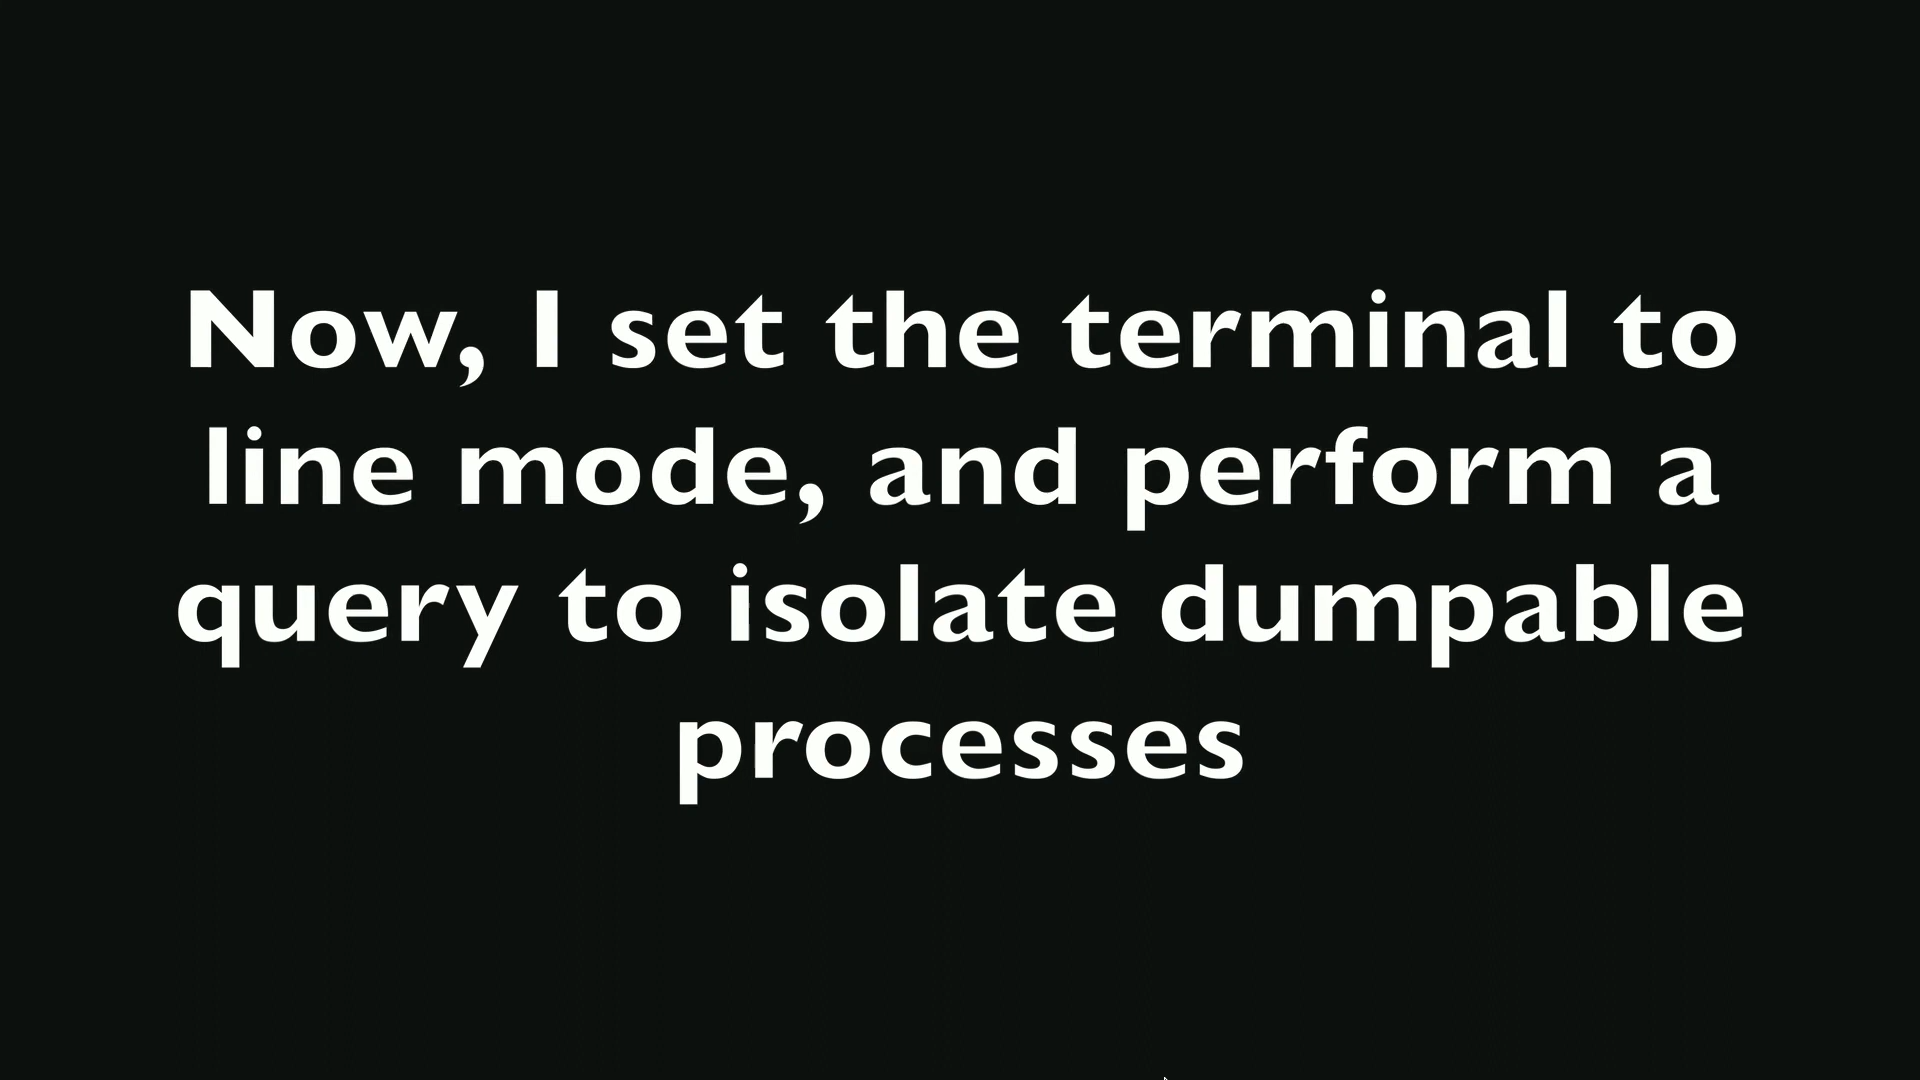 Now, I set the terminal to
line mode, and perform a
query to isolate dumpable
processes